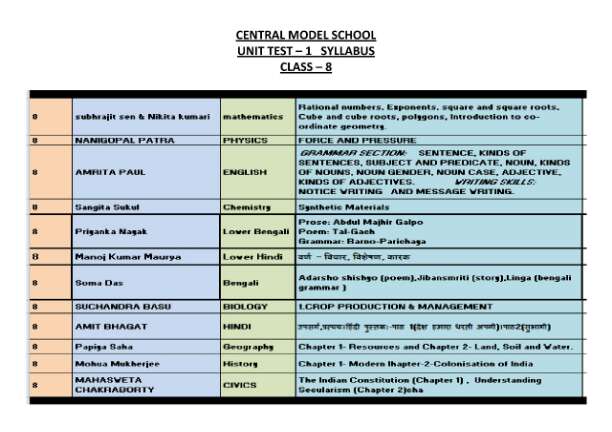 CENTRAL MODEL SCHOOL
UNIT TEST – 1 SYLLABUS
CLASS – 8
8 subhrajit sen & Nikita kumari mathematics Rational numbers, Exponents, square and square roots,
Cube and cube roots, polygons, Introduction to co-
ordinate geometry.
8 NANIGOPAL PATRA PHYSICS FORCE AND PRESSURE
8 AMRITA PAUL ENGLISH GRAMMAR SECTION: SENTENCE, KINDS OF
SENTENCES, SUBJECT AND PREDICATE, NOUN, KINDS
OF NOUNS, NOUN GENDER, NOUN CASE, ADJECTIVE,
KINDS OF ADJECTIVES. WRITING SKILLS:
NOTICE WRITING AND MESSAGE WRITING.
8 Sangita Sukul Chemistry Synthetic Materials
8 Priyanka Nayak Lower Bengali Prose: Abdul Majhir Galpo
Poem: Tal-Gach
Grammar: Barno-Parichaya
8 Manoj Kumar Maurya Lower Hindi वर्ण – विचार, विशेषण, कारक
8 Soma Das Bengali Adarsho shishyo (poem),Jibansmriti (story),Linga (bengali
grammar )
8 SUCHANDRA BASU BIOLOGY 1.CROP PRODUCTION & MANAGEMENT
8 AMIT BHAGAT HINDI उपसर्ग,प्रत्यय।हिंदी पुस्तक:-पाठ 1(देश हमारा धरती अपनी)।पाठ2(सुभागी)
8 Papiya Saha Geography Chapter 1- Resources and Chapter 2- Land, Soil and Water.
8 Mohua Mukherjee History Chapter 1- Modern Ihapter-2-Colonisation of India
8 MAHASWETA
CHAKRABORTY CIVICS The Indian Constitution (Chapter 1) , Understanding
Secularism (Chapter 2)cha